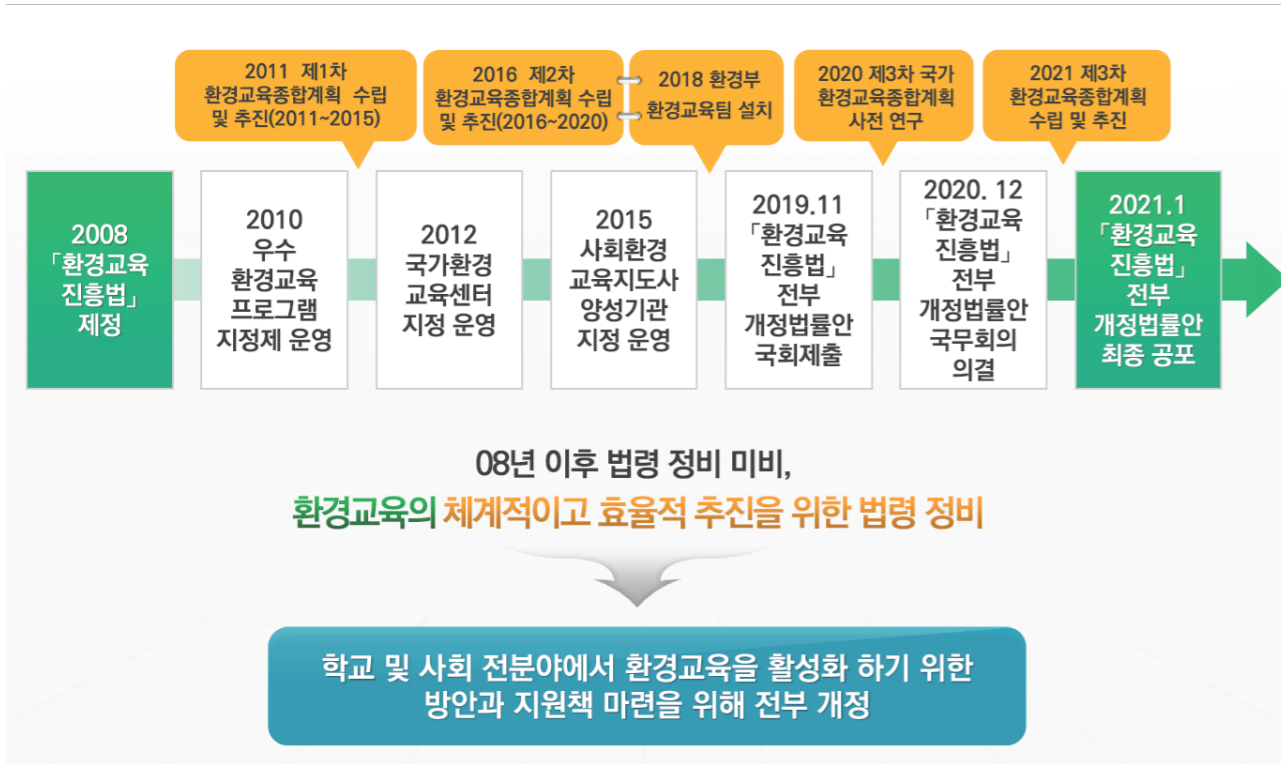 2011 제1차
환경교육종합계획 수립
및 추진(2011~2015)
2016 제2차
환경교육종합계획 수립
및 추진(2016~2020)
2018 환경부
환경교육팀 설치
2020 제3차 국가
환경교육종합계획
사전 연구
2021 제3차
환경교육종합계획
수립 및 추진
2008
「환경교육
진흥법」
제정
2010
우수
환경교육
프로그램
지정제 운영
2012
국가환경
교육센터
지정 운영
2015
사회환경
교육지도사
양성기관
지정 운영
2019.11
「환경교육
진흥법」
전부
개정법률안
국회제출
2020. 12
「환경교육
진흥법」
전부
개정법률안
국무회의
의결
2021.1
「환경교육
진흥법」
전부
개정법률안
최종 공포
08년 이후 법령 정비 미비,
환경교육의 체계적이고 효율적 추진을 위한 법령 정비
학교 및 사회 전분야에서 환경교육을 활성화 하기 위한
방안과 지원책 마련을 위해 전부 개정